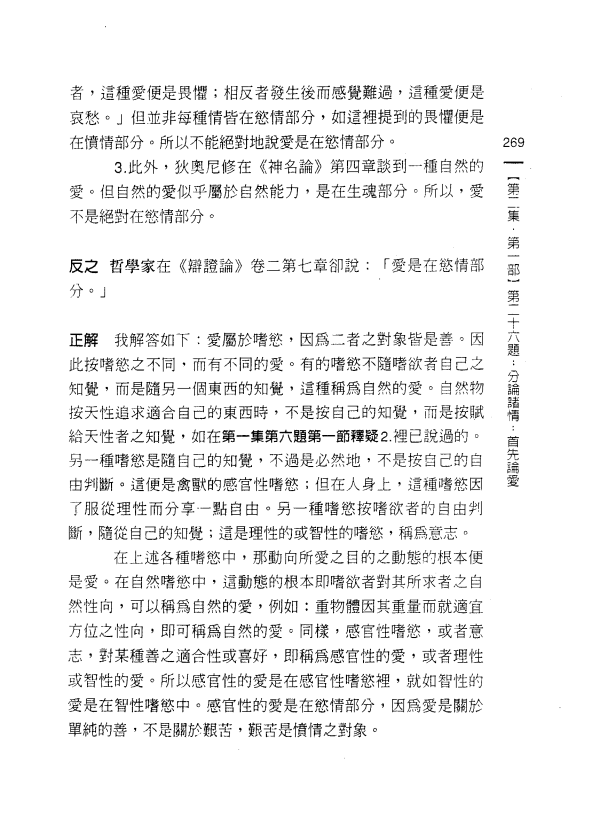 者，這種愛便是畏懼；相反者發生後而感覺難過，這種愛便是
哀愁。」但並非每種情皆在慾情部分，如這裡提到的畏懼便是
在憤情部分。所以不能絕對地說愛是在慾情部分。
3.此外，狄奧尼修在《神名論》第四章談到一種自然的
愛。但自然的愛似乎屬於自然能力，是在生魂部分。所以，愛
不是絕對在慾情部分。
反之 哲學家在《辯證論》卷二第七章卻說：「愛是在慾情部
分。」
正解 我解答如下：愛屬於嗜慾，因爲二者之對象皆是善。因
此按嗜慾之不同，而有不同的愛。有的嗜慾不隨嗜欲者自己之
知覺，而是隨另一個東西的知覺，這種稱爲自然的愛。自然物
按天性追求適合自己的東西時，不是按自己的知覺，而是按賦
給天性者之知覺，如在第一集第六題第一節釋疑2.裡已說過的。
另一種嗜慾是隨自己的知覺，不過是必然地，不是按自己的自
由判斷。這便是禽獸的感官性嗜慾；但在人身上，這種嗜慾因
了服從理性而分享一點自由。另一種嗜慾按嗜欲者的自由判
斷，隨從自己的知覺；這是理性的或智性的嗜慾，稱爲意志。
在上述各種嗜慾中，那動向所愛之目的之動態的根本便
是愛。在自然嗜慾中，這動態的根本即嗜欲者對其所求者之自
然性向，可以稱爲自然的愛，例如：重物體因其重量而就適宜
方位之性向，即可稱爲自然的愛。同樣，感官性嗜慾，或者意
志，對某種善之適合性或喜好，即稱爲感官性的愛，或者理性
或智性的愛。所以感官性的愛是在感官性嗜慾裡，就如智性的
愛是在智性嗜慾中。感官性的愛是在慾情部分，因爲愛是關於
單純的善，不是關於艱苦，艱苦是憤情之對象。
269
【第二集．第一部】第二十六題：分論諸情：首先論愛